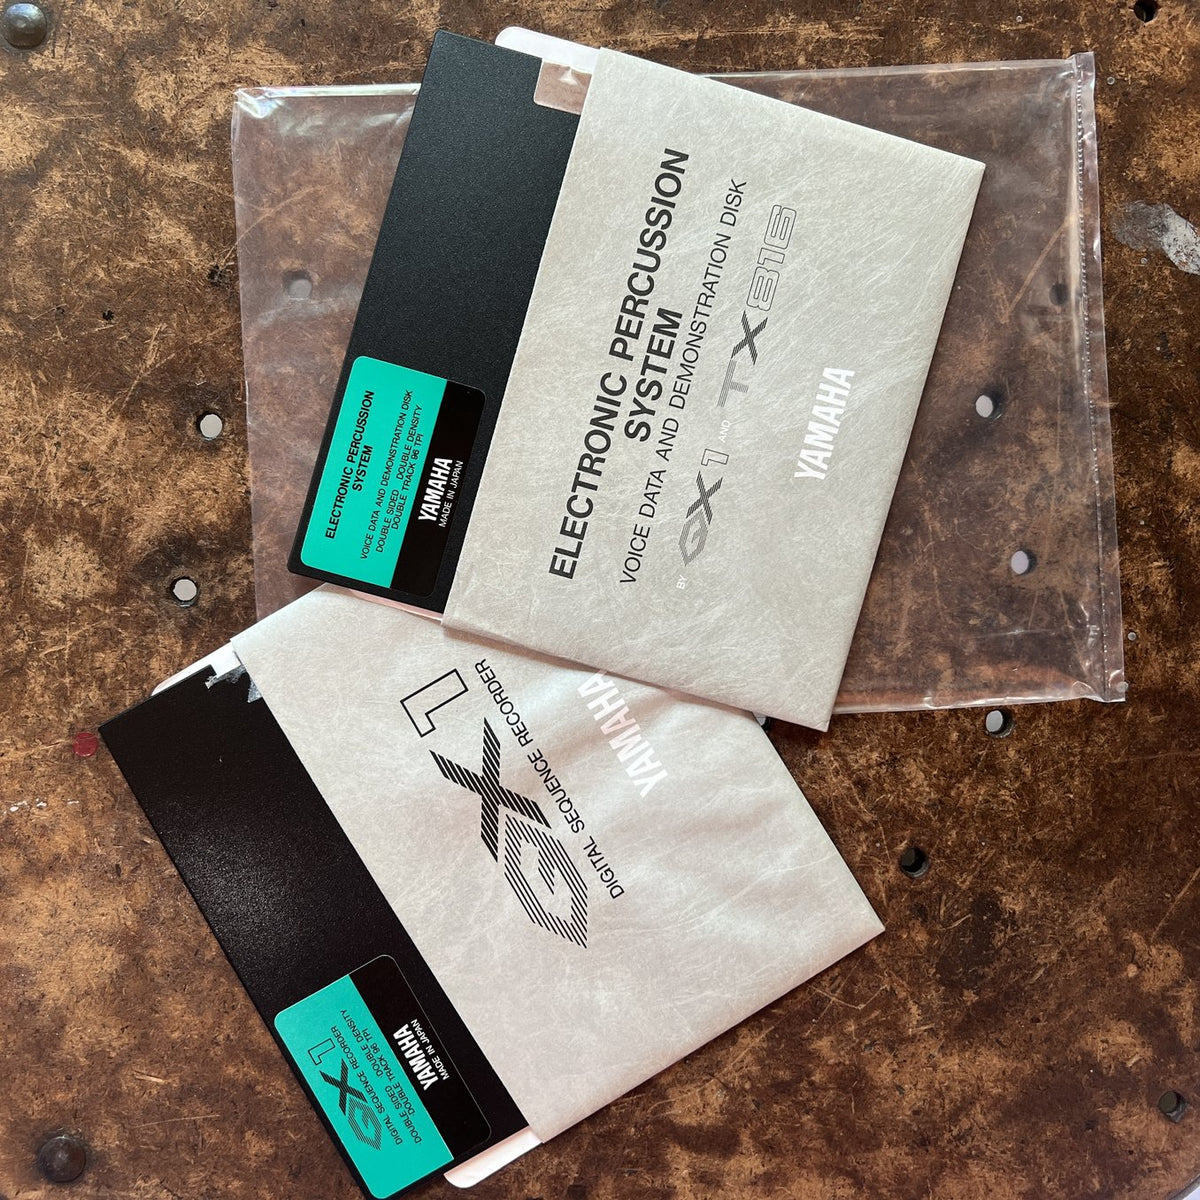 ELECTRONIC PERCUSSION
SYSTEM
VOICE DATA AND DEMONSTRATION DISK
DOUBLE SIDED DOUBLE DENSITY
DOUBLE TRACK 96 TPI
YAMAHA
MADE IN JAPAN
ELECTRONIC PERCUSSION
SYSTEM
VOICE DATA AND DEMONSTRATION DISK
BY QX1 AND TX816
YAMAHA
QX1
DIGITAL SEQUENCE RECORDER
YAMAHA
QX1
DIGITAL SEQUENCE RECORDER
DOUBLE SIDED DOUBLE DENSITY
DOUBLE TRACK 96 TPI
YAMAHA
MADE IN JAPAN